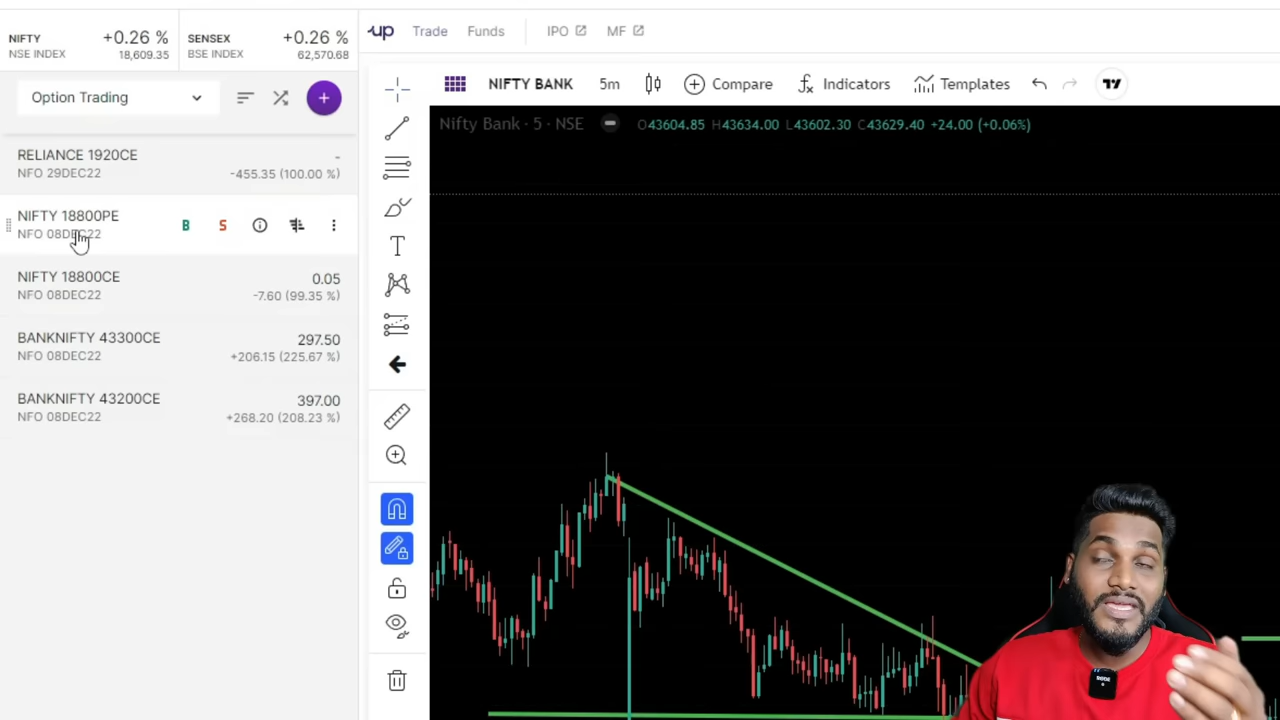 NIFTY +0.26 %
NSE INDEX 18,609.35
SENSEX +0.26 %
BSE INDEX 62,570.68
up Trade Funds IPO MF
Option Trading
NIFTY BANK 5m Compare Indicators Templates
Nifty Bank · 5 · NSE O43604.85 H43634.00 L43602.30 C43629.40 +24.00 (+0.06%)
RELIANCE 1920CE -
NFO 29DEC22 -455.35 (100.00 %)
NIFTY 18800PE
NFO 08DEC22
B S
NIFTY 18800CE 0.05
NFO 08DEC22 -7.60 (99.35 %)
BANKNIFTY 43300CE 297.50
NFO 08DEC22 +206.15 (225.67 %)
BANKNIFTY 43200CE 397.00
NFO 08DEC22 +268.20 (208.23 %)
RODE